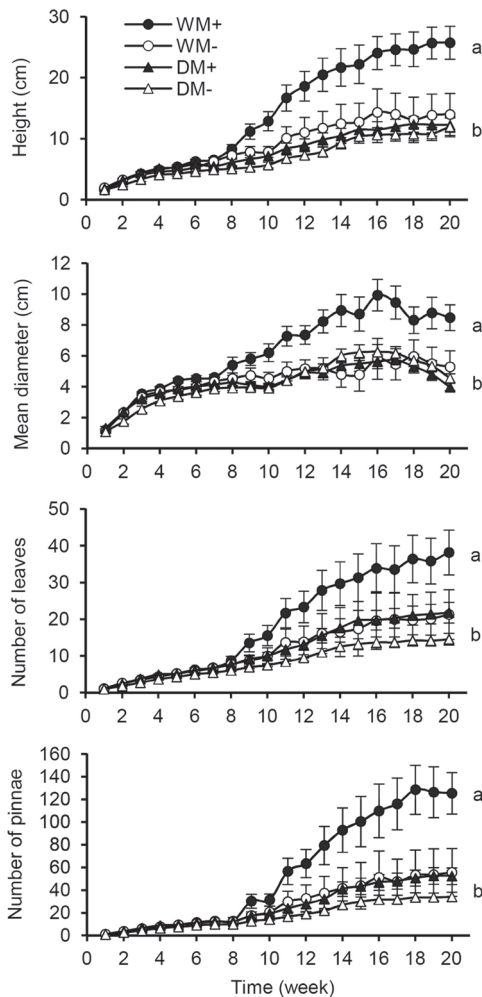 30
WM+
WM-
DM+
DM-
a
20
Height (cm)
10
b
0
0 2 4 6 8 10 12 14 16 18 20
12
10
a
8
Mean diameter (cm)
6
b
4
2
0
0 2 4 6 8 10 12 14 16 18 20
50
40
a
30
Number of leaves
20
b
10
0
0 2 4 6 8 10 12 14 16 18 20
160
140
a
120
100
80
Number of pinnae
60
b
40
20
0
0 2 4 6 8 10 12 14 16 18 20
Time (week)